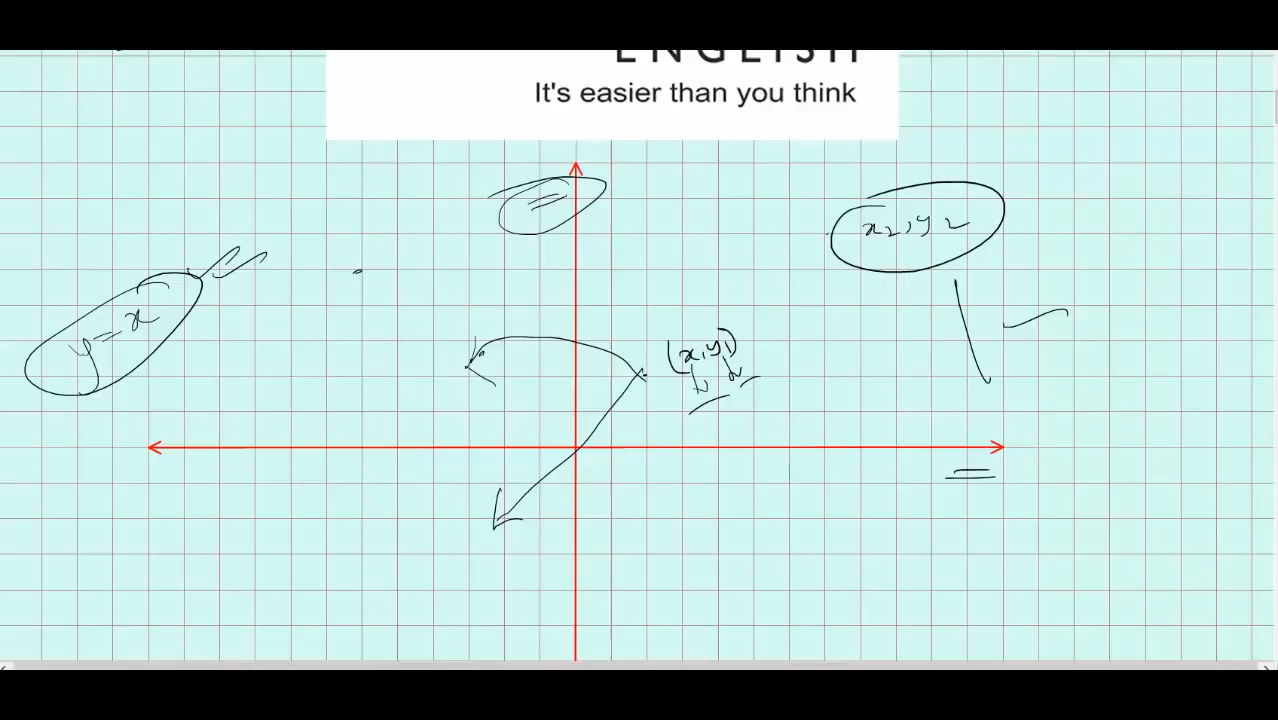 ENGLISH
It's easier than you think
x2, y2
y=x
(x,y)